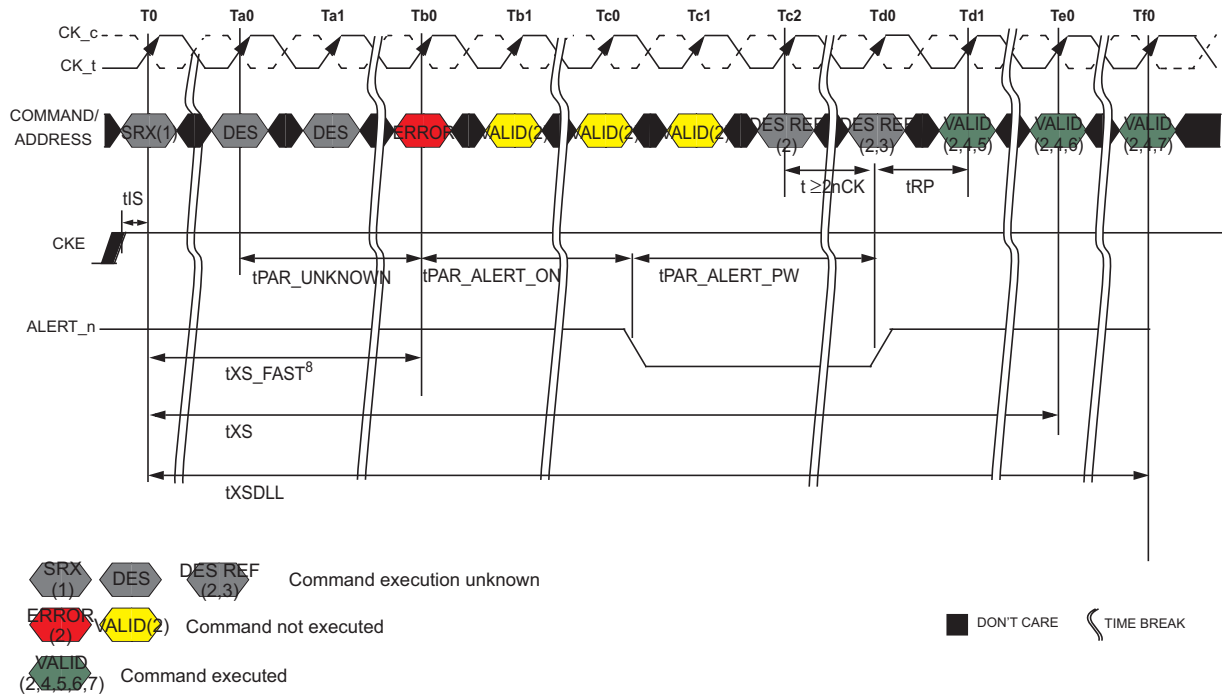 T0 Ta0 Ta1 Tb0 Tb1 Tc0 Tc1 Tc2 Td0 Td1 Te0 Tf0
CK_c
CK_t
COMMAND/
ADDRESS
SRX(1) DES DES ERROR VALID(2 VALID(2 VALID(2 DES REF
(2) DES REF
(2,3) VALID
(2,4,5) VALID
(2,4,6) VALID
(2,4,7)
t ≥2nCK tRP
tIS
CKE
tPAR_UNKNOWN tPAR_ALERT_ON tPAR_ALERT_PW
ALERT_n
tXS_FAST8
tXS
tXSDLL
SRX
(1) DES DES REF
(2,3) Command execution unknown
ERROR
(2) VALID(2) Command not executed
DON'T CARE TIME BREAK
VALID
(2,4,5,6,7) Command executed